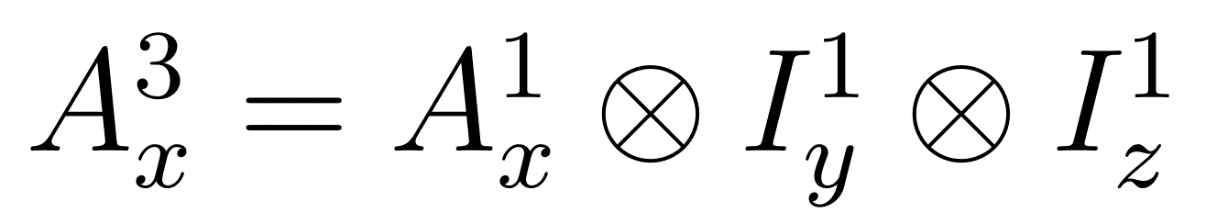 A_x^3 = A_x^1 ⊗ I_y^1 ⊗ I_z^1